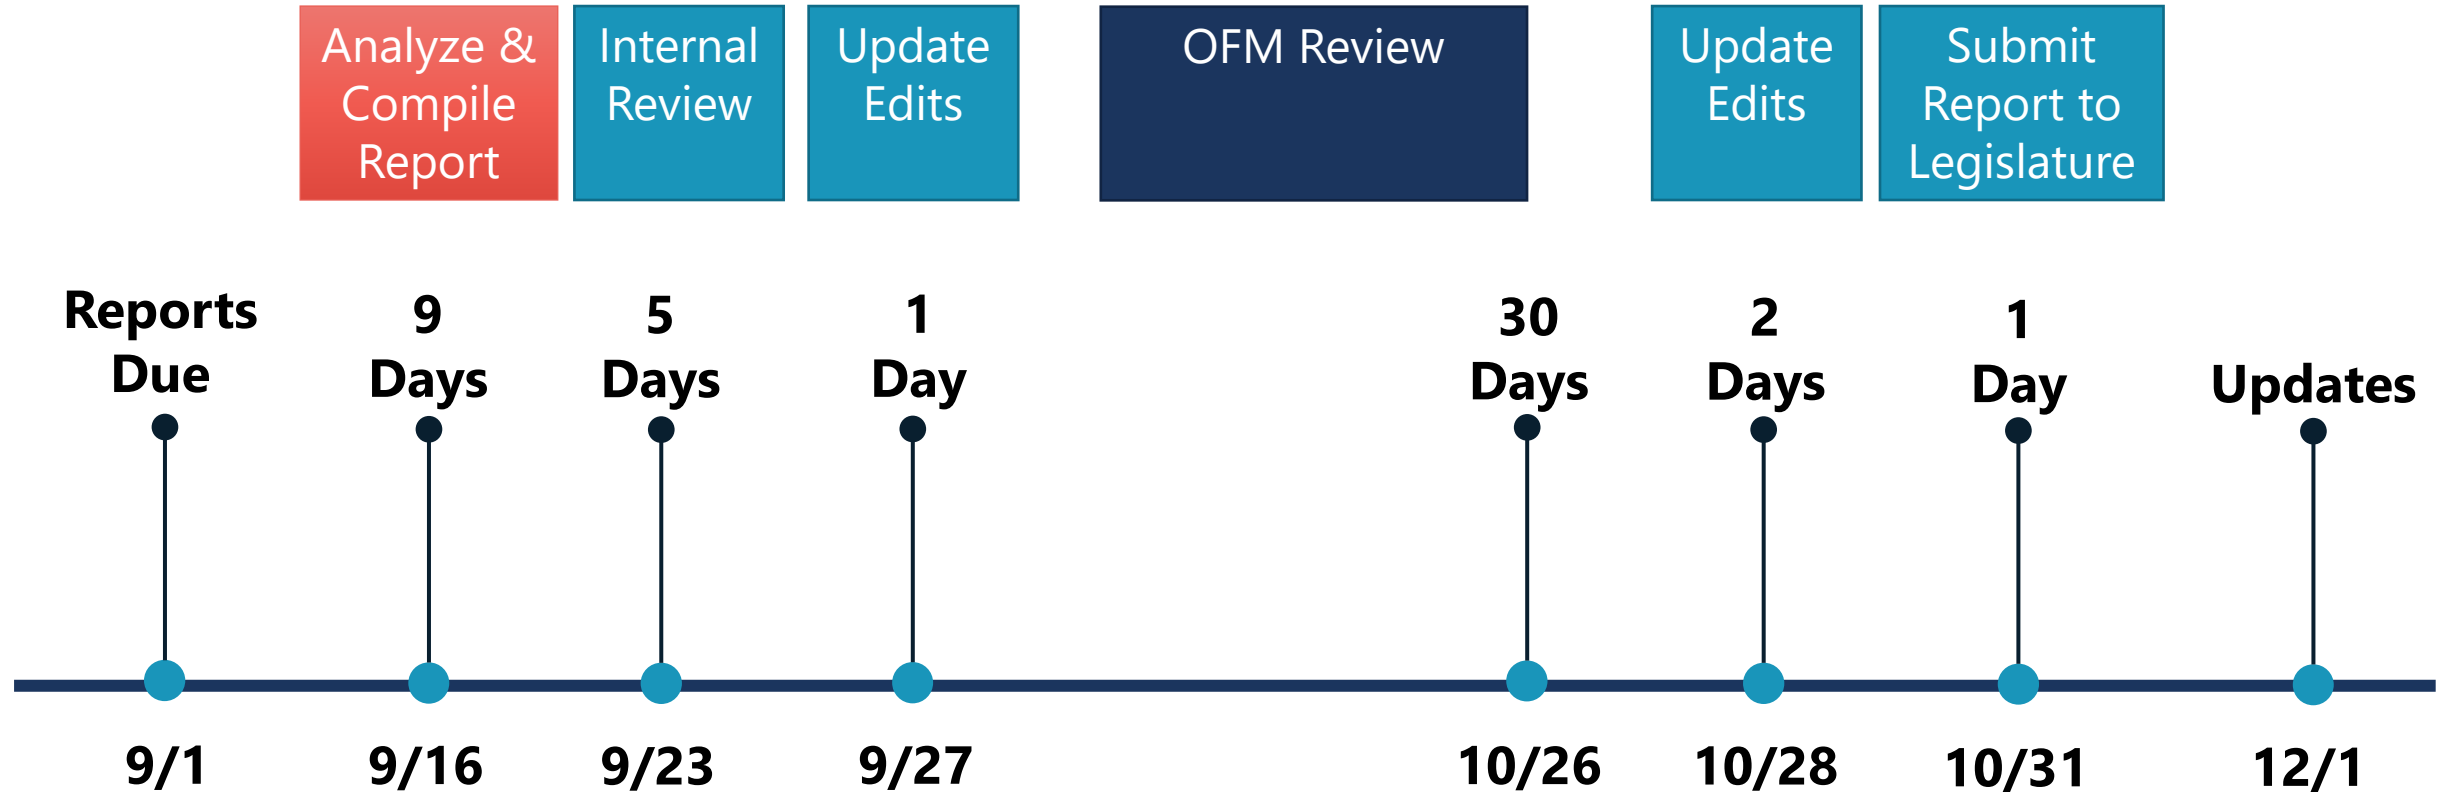 Analyze &
Compile
Report
Internal
Review
Update
Edits
OFM Review
Update
Edits
Submit
Report to
Legislature
Reports
Due
9
Days
5
Days
1
Day
30
Days
2
Days
1
Day
Updates
9/1
9/16
9/23
9/27
10/26
10/28
10/31
12/1